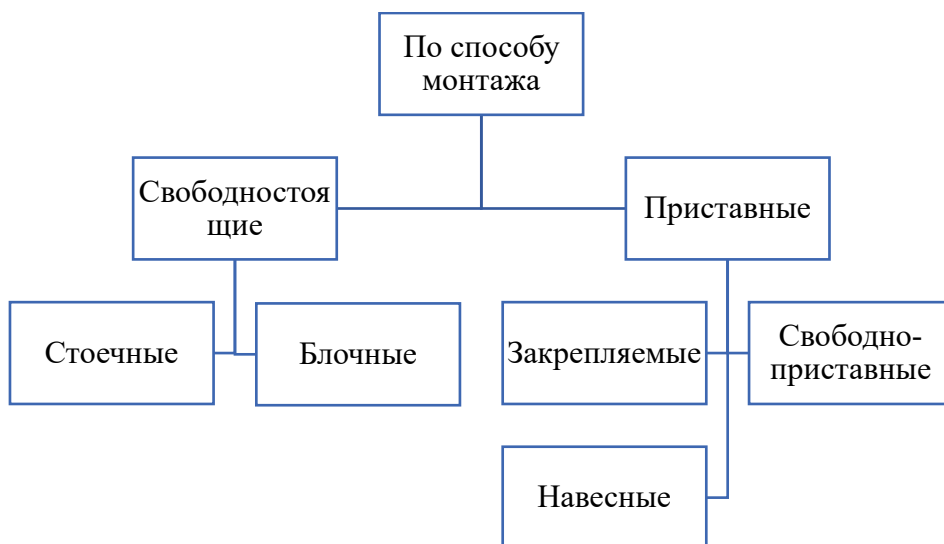 По способу
монтажа
Свободностоя
щие
Приставные
Стоечные
Блочные
Закрепляемые
Свободно-
приставные
Навесные